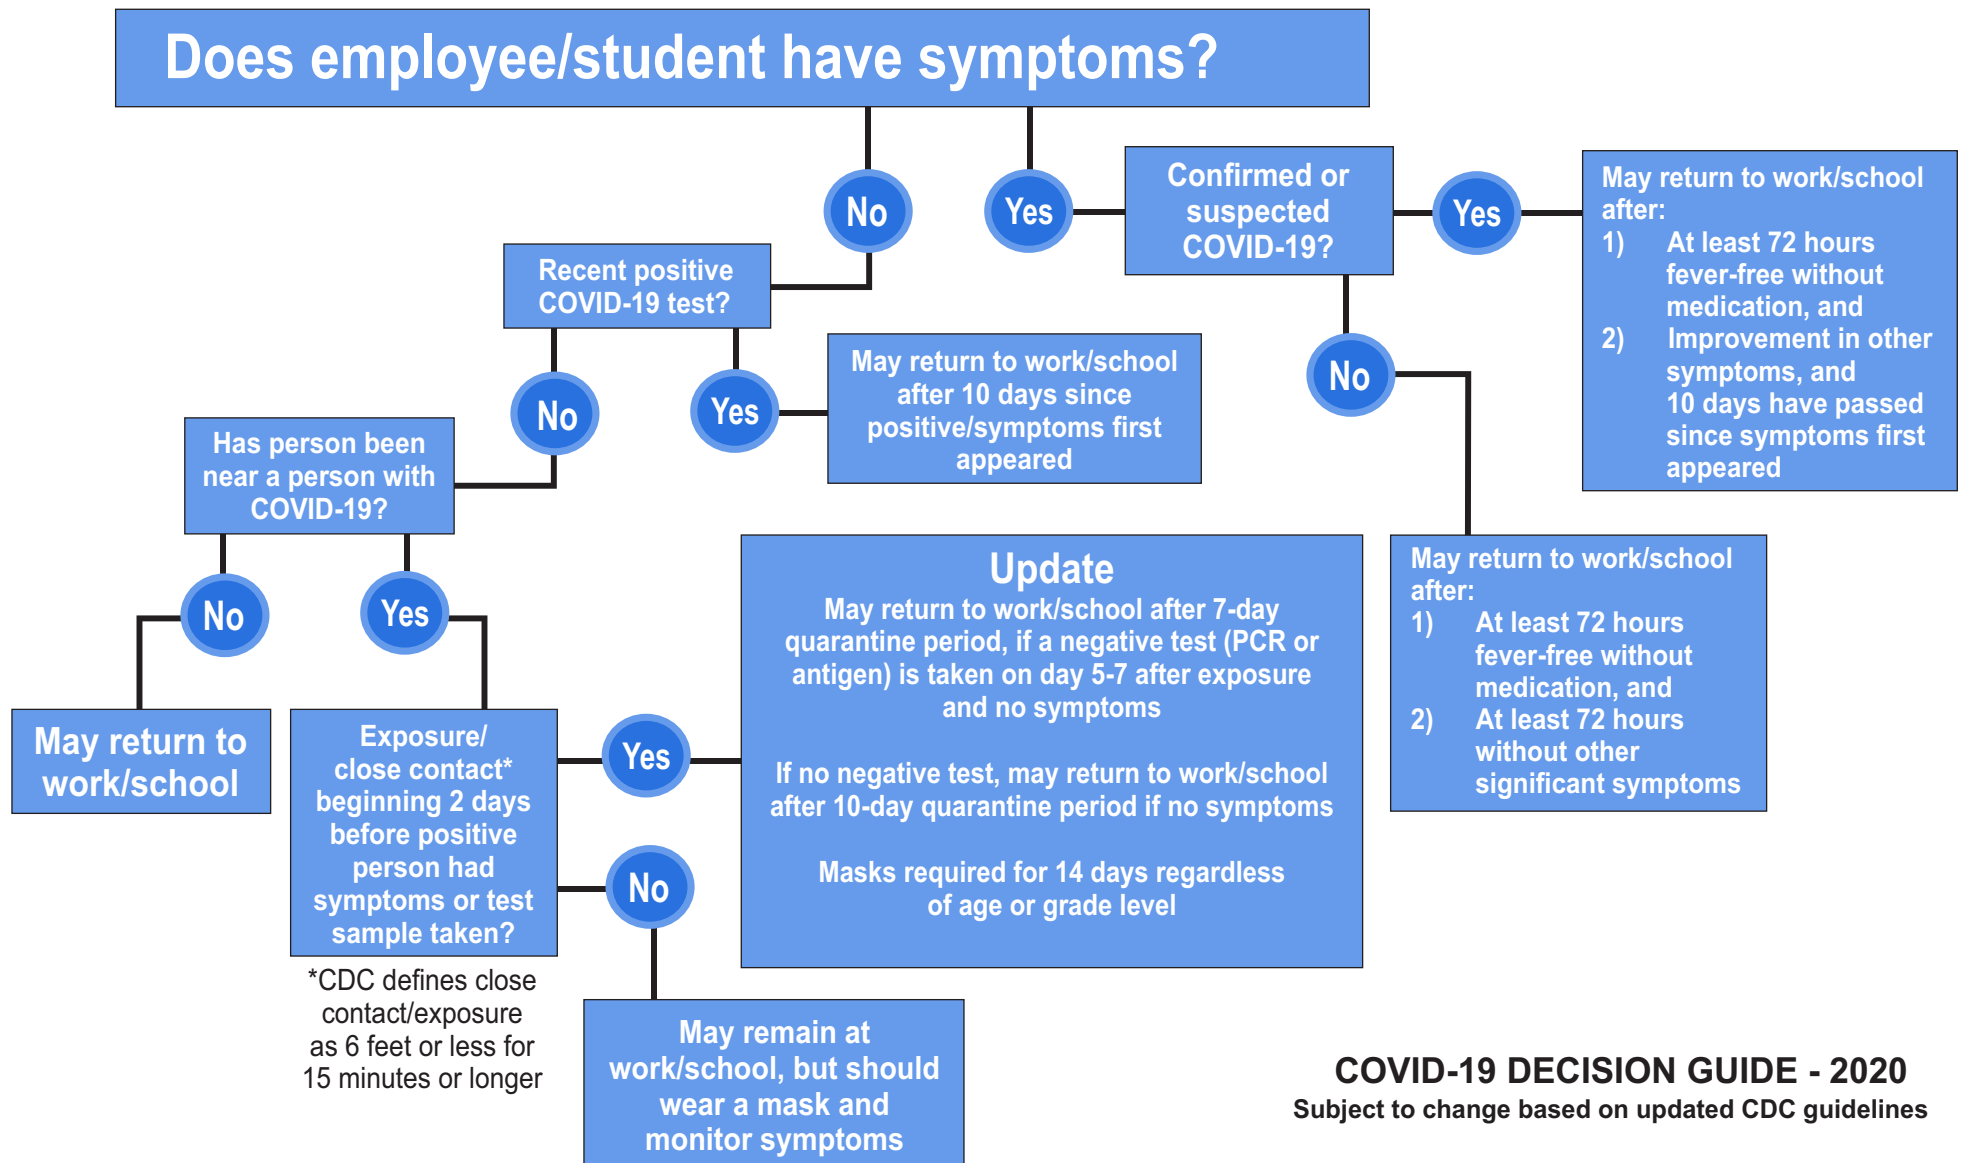 Does employee/student have symptoms?
No
Yes
Confirmed or
suspected
COVID-19?
Yes
May return to work/school
after:
1) At least 72 hours
fever-free without
medication, and
2) Improvement in other
symptoms, and
10 days have passed
since symptoms first
appeared
No
May return to work/school
after:
1) At least 72 hours
fever-free without
medication, and
2) At least 72 hours
without other
significant symptoms
Recent positive
COVID-19 test?
No
Yes
May return to work/school
after 10 days since
positive/symptoms first
appeared
Has person been
near a person with
COVID-19?
No
Yes
May return to
work/school
Exposure/
close contact*
beginning 2 days
before positive
person had
symptoms or test
sample taken?
*CDC defines close
contact/exposure
as 6 feet or less for
15 minutes or longer
Yes
No
Update
May return to work/school after 7-day
quarantine period, if a negative test (PCR or
antigen) is taken on day 5-7 after exposure
and no symptoms
If no negative test, may return to work/school
after 10-day quarantine period if no symptoms
Masks required for 14 days regardless
of age or grade level
May remain at
work/school, but should
wear a mask and
monitor symptoms
COVID-19 DECISION GUIDE - 2020
Subject to change based on updated CDC guidelines